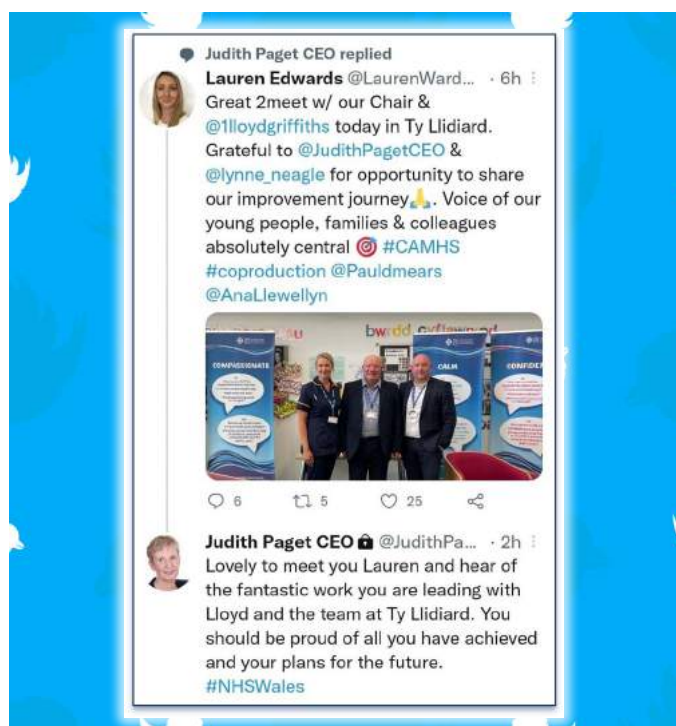 Judith Paget CEO replied
Lauren Edwards @LaurenWard... · 6h
Great 2meet w/ our Chair &
@1lloydgriffiths today in Ty Llidiard.
Grateful to @JudithPagetCEO &
@lynne_neagle for opportunity to share
our improvement journey🙏. Voice of our
young people, families & colleagues
absolutely central 🎯 #CAMHS
#coproduction @Pauldmears
@AnaLlewellyn
bwrdd
COMPASSIONATE
CALM
6 5 25
Judith Paget CEO @JudithPa... · 2h
Lovely to meet you Lauren and hear of
the fantastic work you are leading with
Lloyd and the team at Ty Llidiard. You
should be proud of all you have achieved
and your plans for the future.
#NHSWales